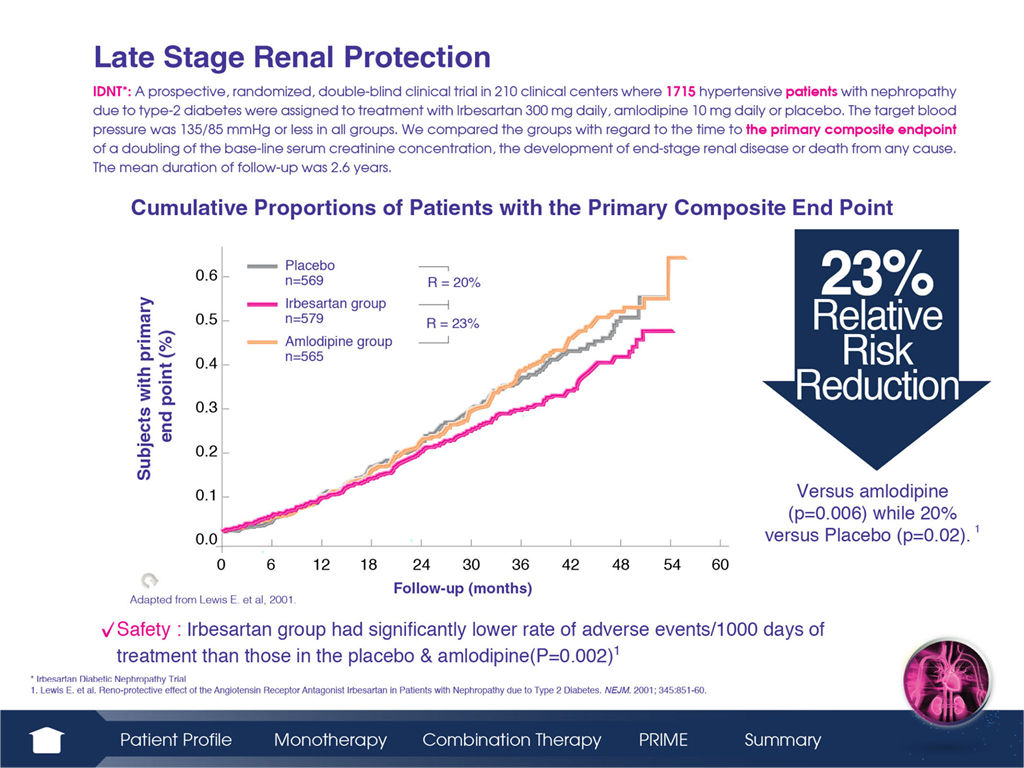 Late Stage Renal Protection
IDNT*: A prospective, randomized, double-blind clinical trial in 210 clinical centers where 1715 hypertensive patients with nephropathy
due to type-2 diabetes were assigned to treatment with Irbesartan 300 mg daily, amlodipine 10 mg daily or placebo. The target blood
pressure was 135/85 mmHg or less in all groups. We compared the groups with regard to the time to the primary composite endpoint
of a doubling of the base-line serum creatinine concentration, the development of end-stage renal disease or death from any cause.
The mean duration of follow-up was 2.6 years.
Cumulative Proportions of Patients with the Primary Composite End Point
Subjects with primary
end point (%)
0.6
0.5
0.4
0.3
0.2
0.1
0.0
Placebo
n=569
Irbesartan group
n=579
Amlodipine group
n=565
R = 20%
R = 23%
0 6 12 18 24 30 36 42 48 54 60
Follow-up (months)
Adapted from Lewis E. et al, 2001.
23%
Relative
Risk
Reduction
Versus amlodipine
(p=0.006) while 20%
versus Placebo (p=0.02). 1
✓Safety : Irbesartan group had significantly lower rate of adverse events/1000 days of
treatment than those in the placebo & amlodipine(P=0.002)1
* Irbesartan Diabetic Nephropathy Trial
1. Lewis E. et al. Reno-protective effect of the Angiotensin Receptor Antagonist Irbesartan in Patients with Nephropathy due to Type 2 Diabetes. NEJM. 2001; 345:851-60.
Patient Profile Monotherapy Combination Therapy PRIME Summary